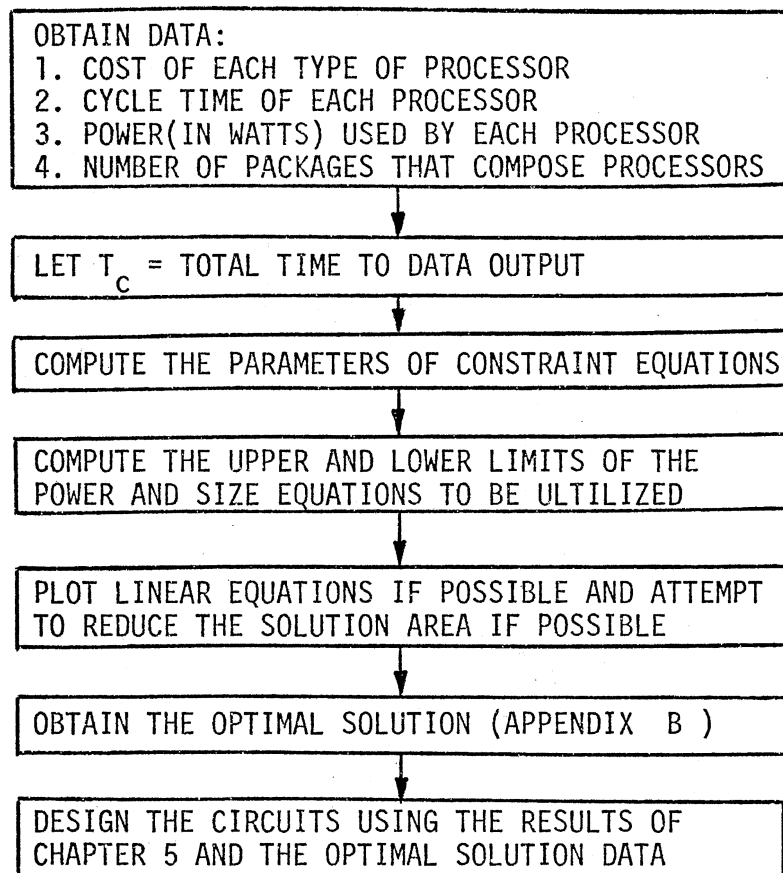 OBTAIN DATA:
1. COST OF EACH TYPE OF PROCESSOR
2. CYCLE TIME OF EACH PROCESSOR
3. POWER(IN WATTS) USED BY EACH PROCESSOR
4. NUMBER OF PACKAGES THAT COMPOSE PROCESSORS
LET T_c = TOTAL TIME TO DATA OUTPUT
COMPUTE THE PARAMETERS OF CONSTRAINT EQUATIONS
COMPUTE THE UPPER AND LOWER LIMITS OF THE
POWER AND SIZE EQUATIONS TO BE ULTILIZED
PLOT LINEAR EQUATIONS IF POSSIBLE AND ATTEMPT
TO REDUCE THE SOLUTION AREA IF POSSIBLE
OBTAIN THE OPTIMAL SOLUTION (APPENDIX B )
DESIGN THE CIRCUITS USING THE RESULTS OF
CHAPTER 5 AND THE OPTIMAL SOLUTION DATA